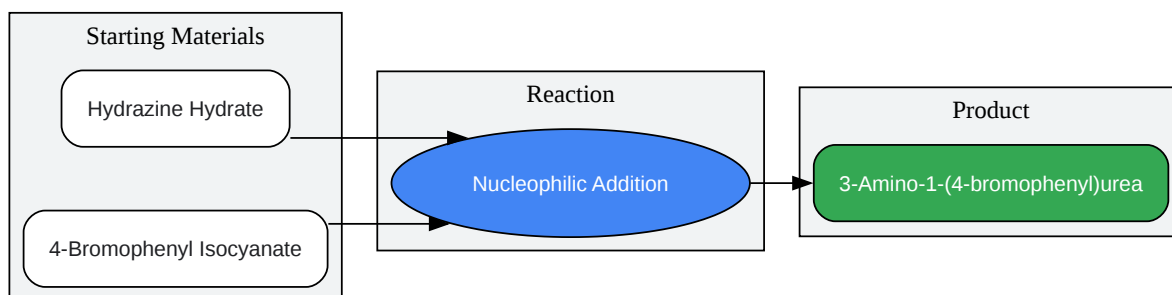 Starting Materials
Hydrazine Hydrate
4-Bromophenyl Isocyanate
Reaction
Nucleophilic Addition
Product
3-Amino-1-(4-bromophenyl)urea